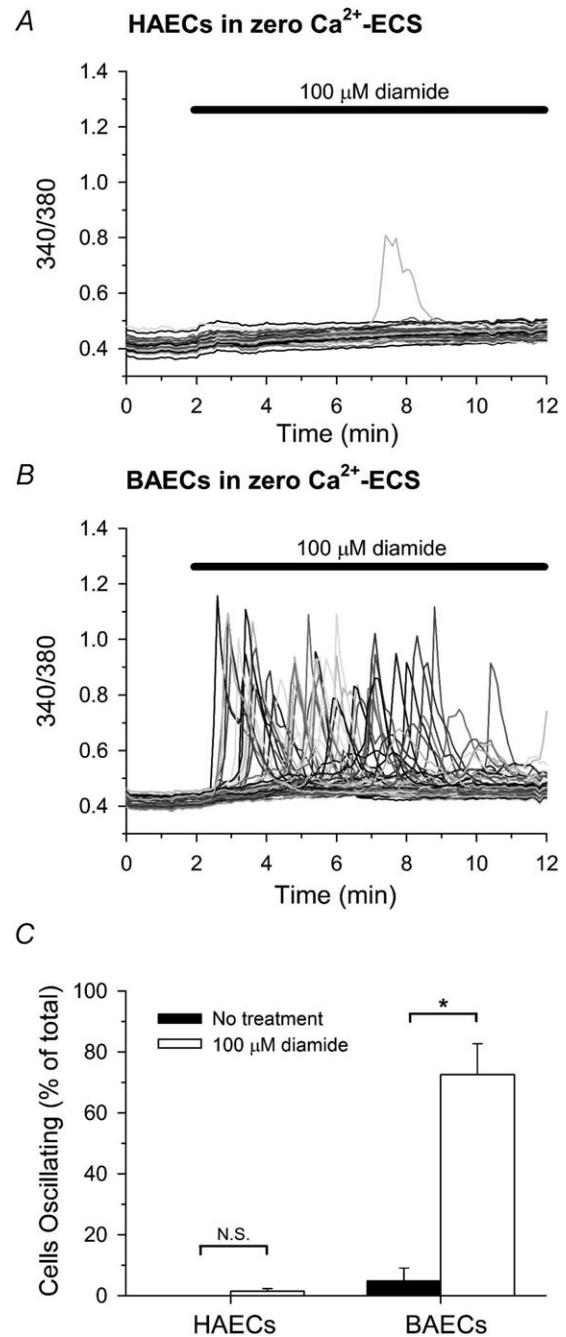 A
HAECs in zero Ca²⁺-ECS
100 μM diamide
1.4
1.2
1.0
0.8
0.6
0.4
340/380
0 2 4 6 8 10 12
Time (min)
B
BAECs in zero Ca²⁺-ECS
100 μM diamide
1.4
1.2
1.0
0.8
0.6
0.4
340/380
0 2 4 6 8 10 12
Time (min)
C
100
80
60
40
20
0
Cells Oscillating (% of total)
No treatment
100 μM diamide
*
N.S.
HAECs BAECs